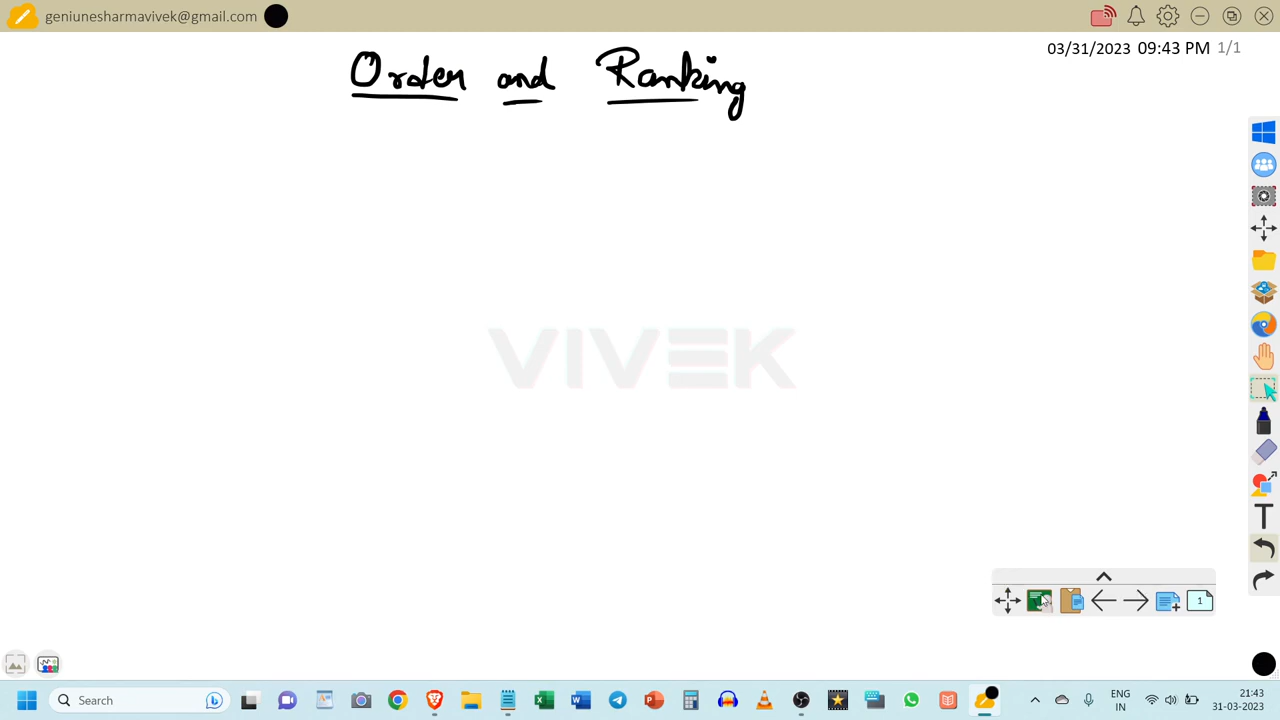 geniunesharmavivek@gmail.com
03/31/2023 09:43 PM 1/1
Order and Ranking
VIVEK
T
1
Search
ENG
IN
21:43
31-03-2023